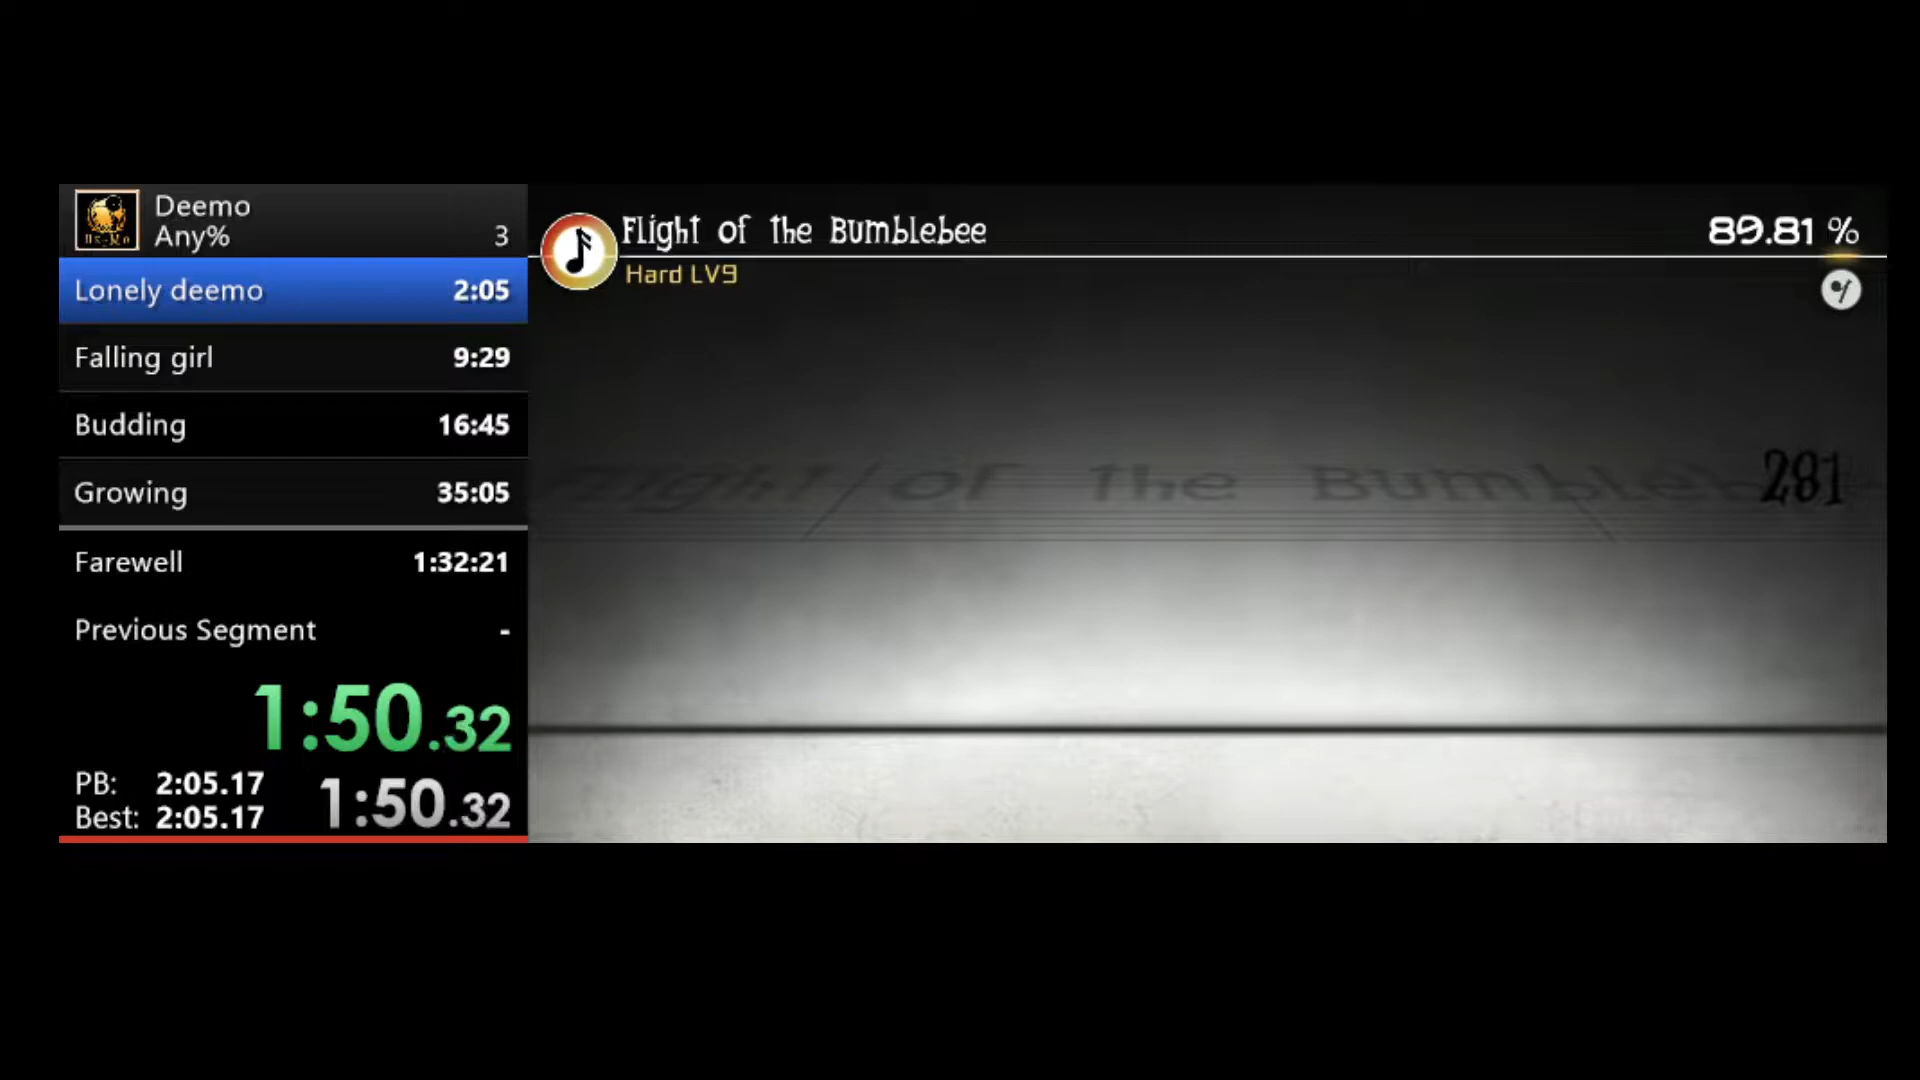 Deemo
Any%
3
Lonely deemo 2:05
Falling girl 9:29
Budding 16:45
Growing 35:05
Farewell 1:32:21
Previous Segment -
1:50.32
PB: 2:05.17
Best: 2:05.17
1:50.32
Flight of the Bumblebee
89.81 %
Hard LV9
Flight of the Bumble
281